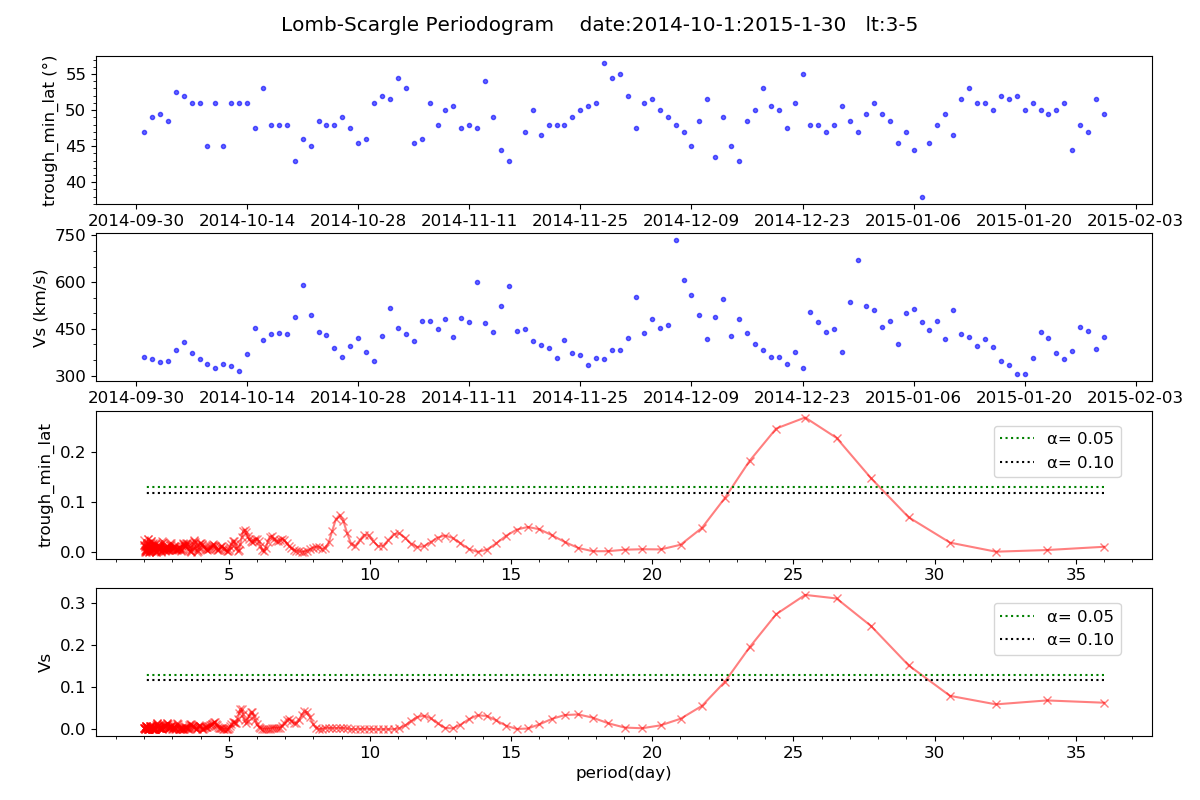 Lomb-Scargle Periodogram    date:2014-10-1:2015-1-30   lt:3-5
trough_min_lat (°)
55
50
45
40
2014-09-30 2014-10-14 2014-10-28 2014-11-11 2014-11-25 2014-12-09 2014-12-23 2015-01-06 2015-01-20 2015-02-03
Vs (km/s)
750
600
450
300
2014-09-30 2014-10-14 2014-10-28 2014-11-11 2014-11-25 2014-12-09 2014-12-23 2015-01-06 2015-01-20 2015-02-03
trough_min_lat
0.2
0.1
0.0
α= 0.05
α= 0.10
5 10 15 20 25 30 35
Vs
0.3
0.2
0.1
0.0
α= 0.05
α= 0.10
5 10 15 20 25 30 35
period(day)